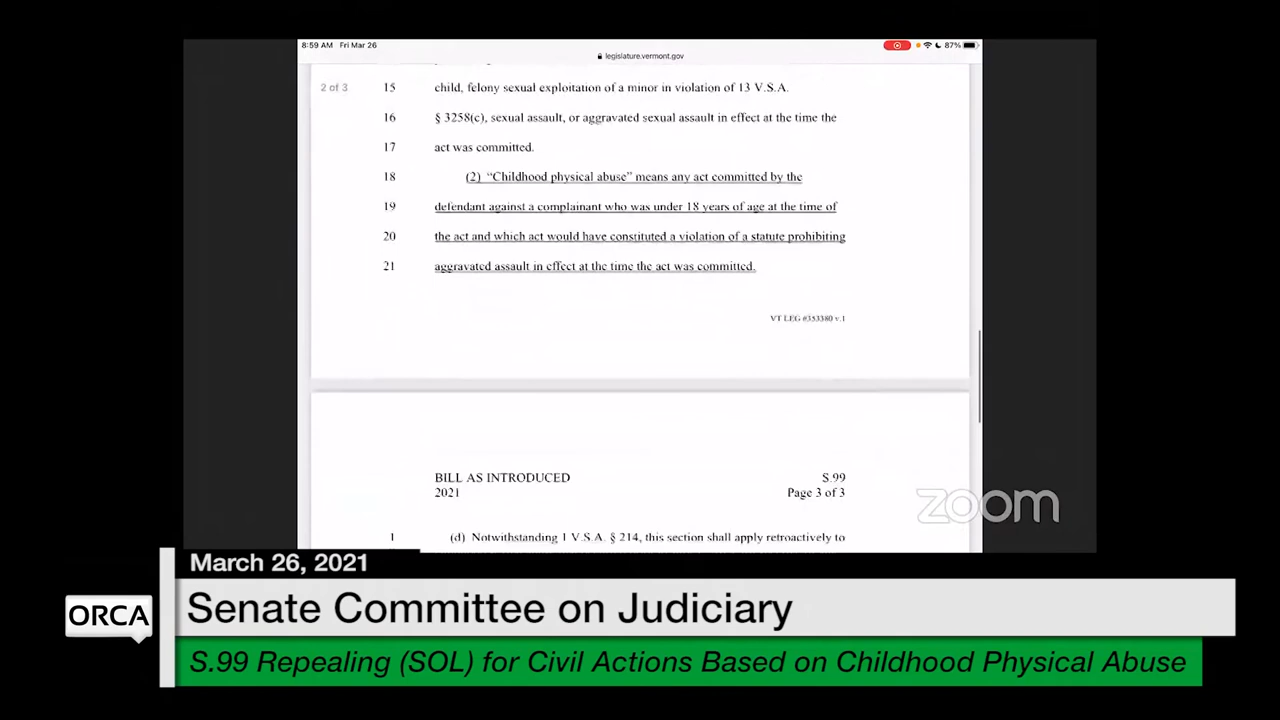 8:59 AM Fri Mar 26
87%
legislature.vermont.gov
2 of 3
15 child, felony sexual exploitation of a minor in violation of 13 V.S.A.
16 § 3258(c), sexual assault, or aggravated sexual assault in effect at the time the
17 act was committed.
18 (2) “Childhood physical abuse” means any act committed by the
19 defendant against a complainant who was under 18 years of age at the time of
20 the act and which act would have constituted a violation of a statute prohibiting
21 aggravated assault in effect at the time the act was committed.
VT LEG #353380 v.1
BILL AS INTRODUCED S.99
2021 Page 3 of 3
1 (d) Notwithstanding 1 V.S.A. § 214, this section shall apply retroactively to
zoom
March 26, 2021
ORCA
Senate Committee on Judiciary
S.99 Repealing (SOL) for Civil Actions Based on Childhood Physical Abuse